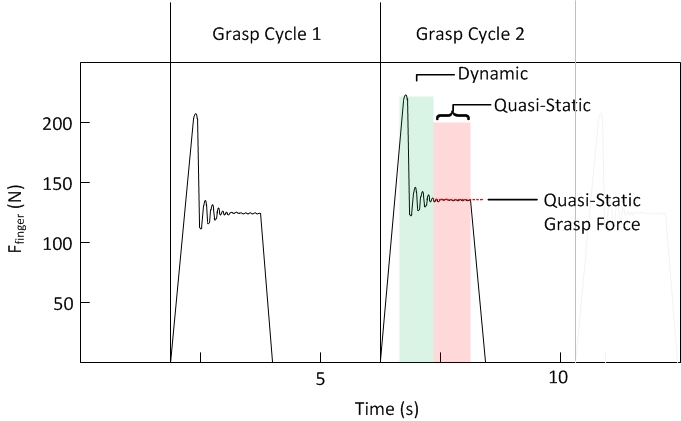 Grasp Cycle 1
Grasp Cycle 2
Dynamic
Quasi-Static
Quasi-Static
Grasp Force
200
150
100
50
F_finger (N)
5
10
Time (s)